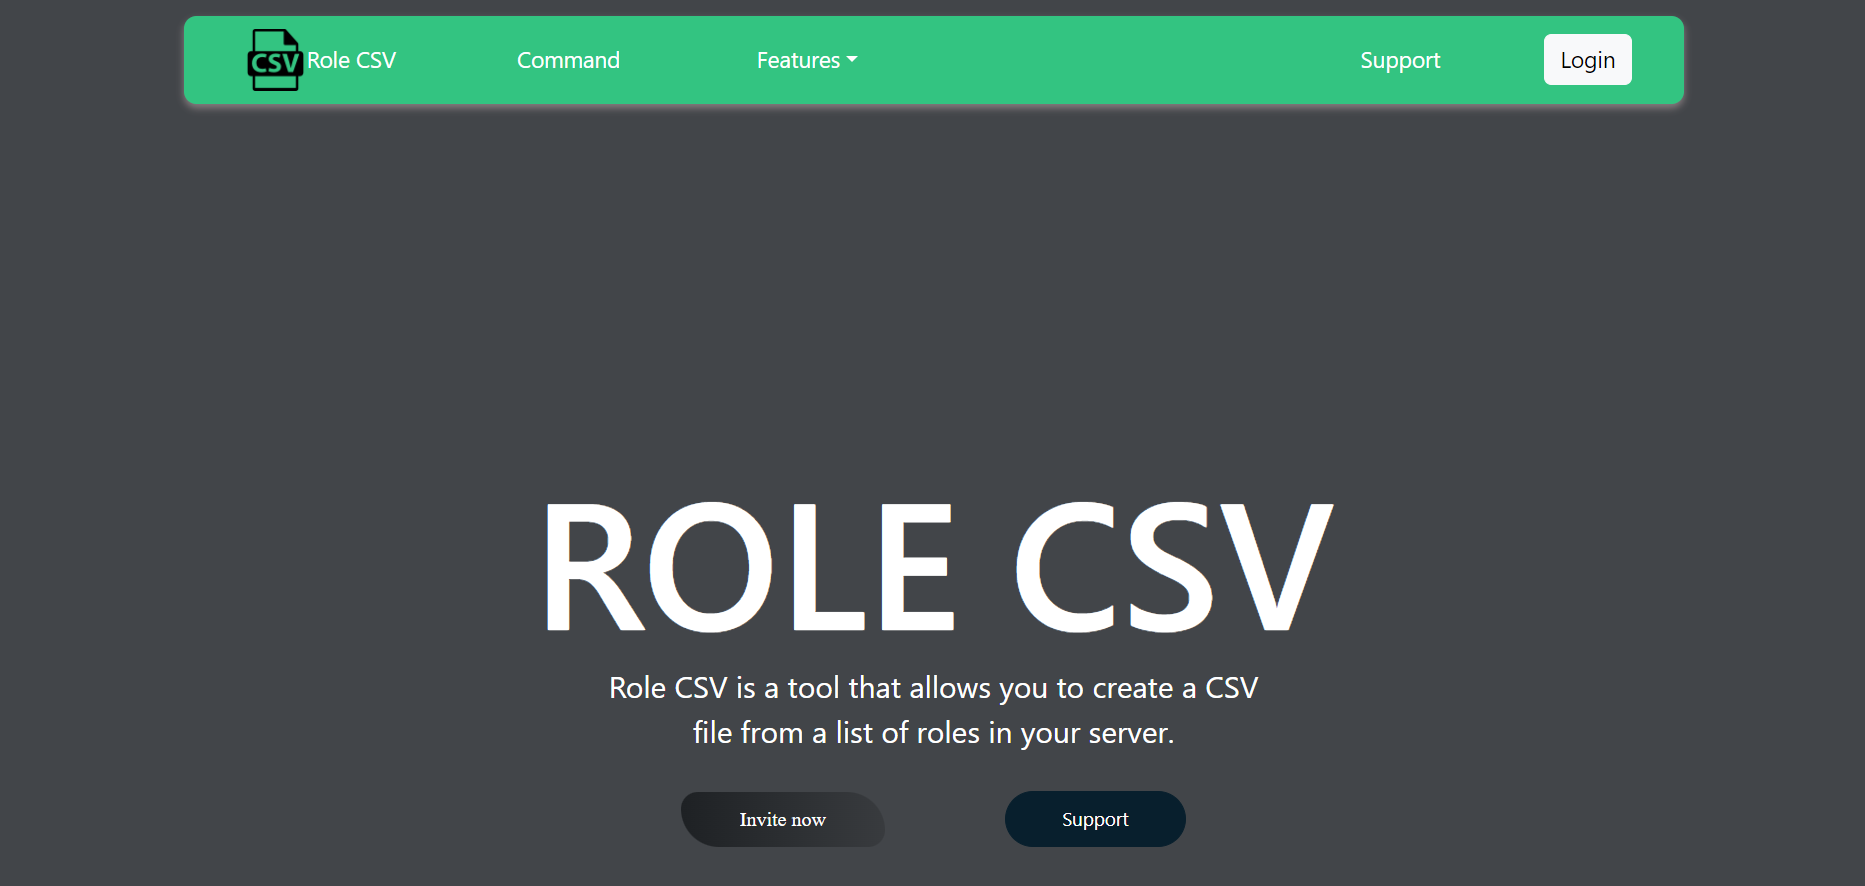 CSV Role CSV Command Features Support Login
ROLE CSV
Role CSV is a tool that allows you to create a CSV
file from a list of roles in your server.
Invite now Support